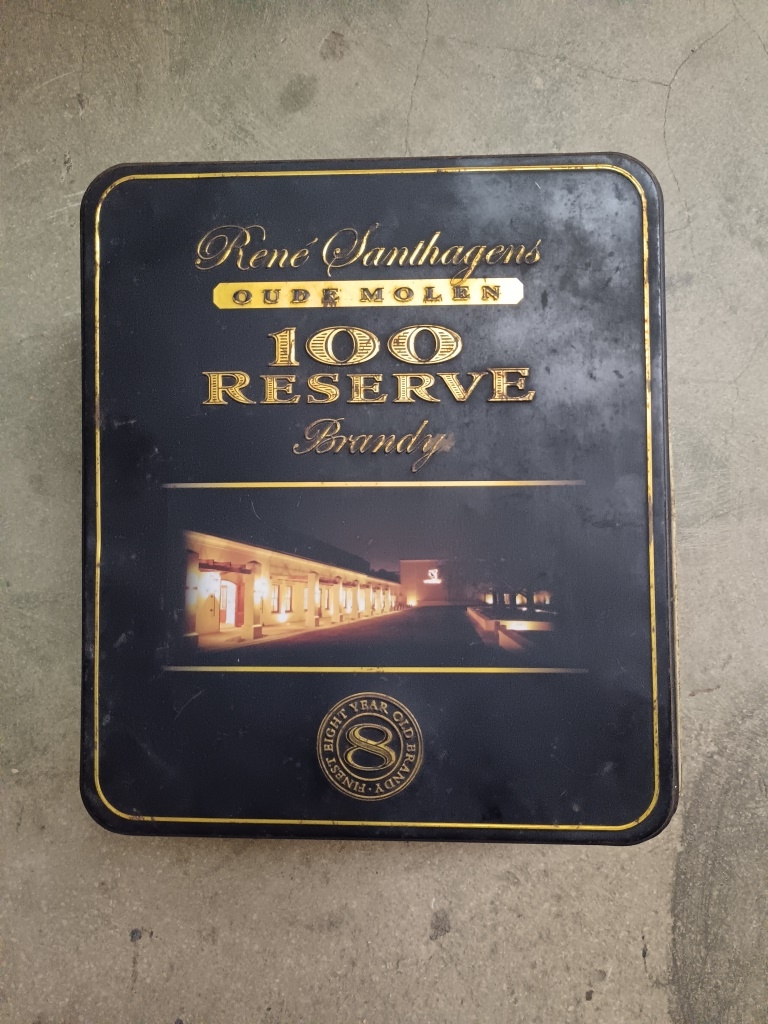 René Santhagens
OUDE MOLEN
100
RESERVE
Brandy
FINEST EIGHT YEAR OLD BRANDY ·
8